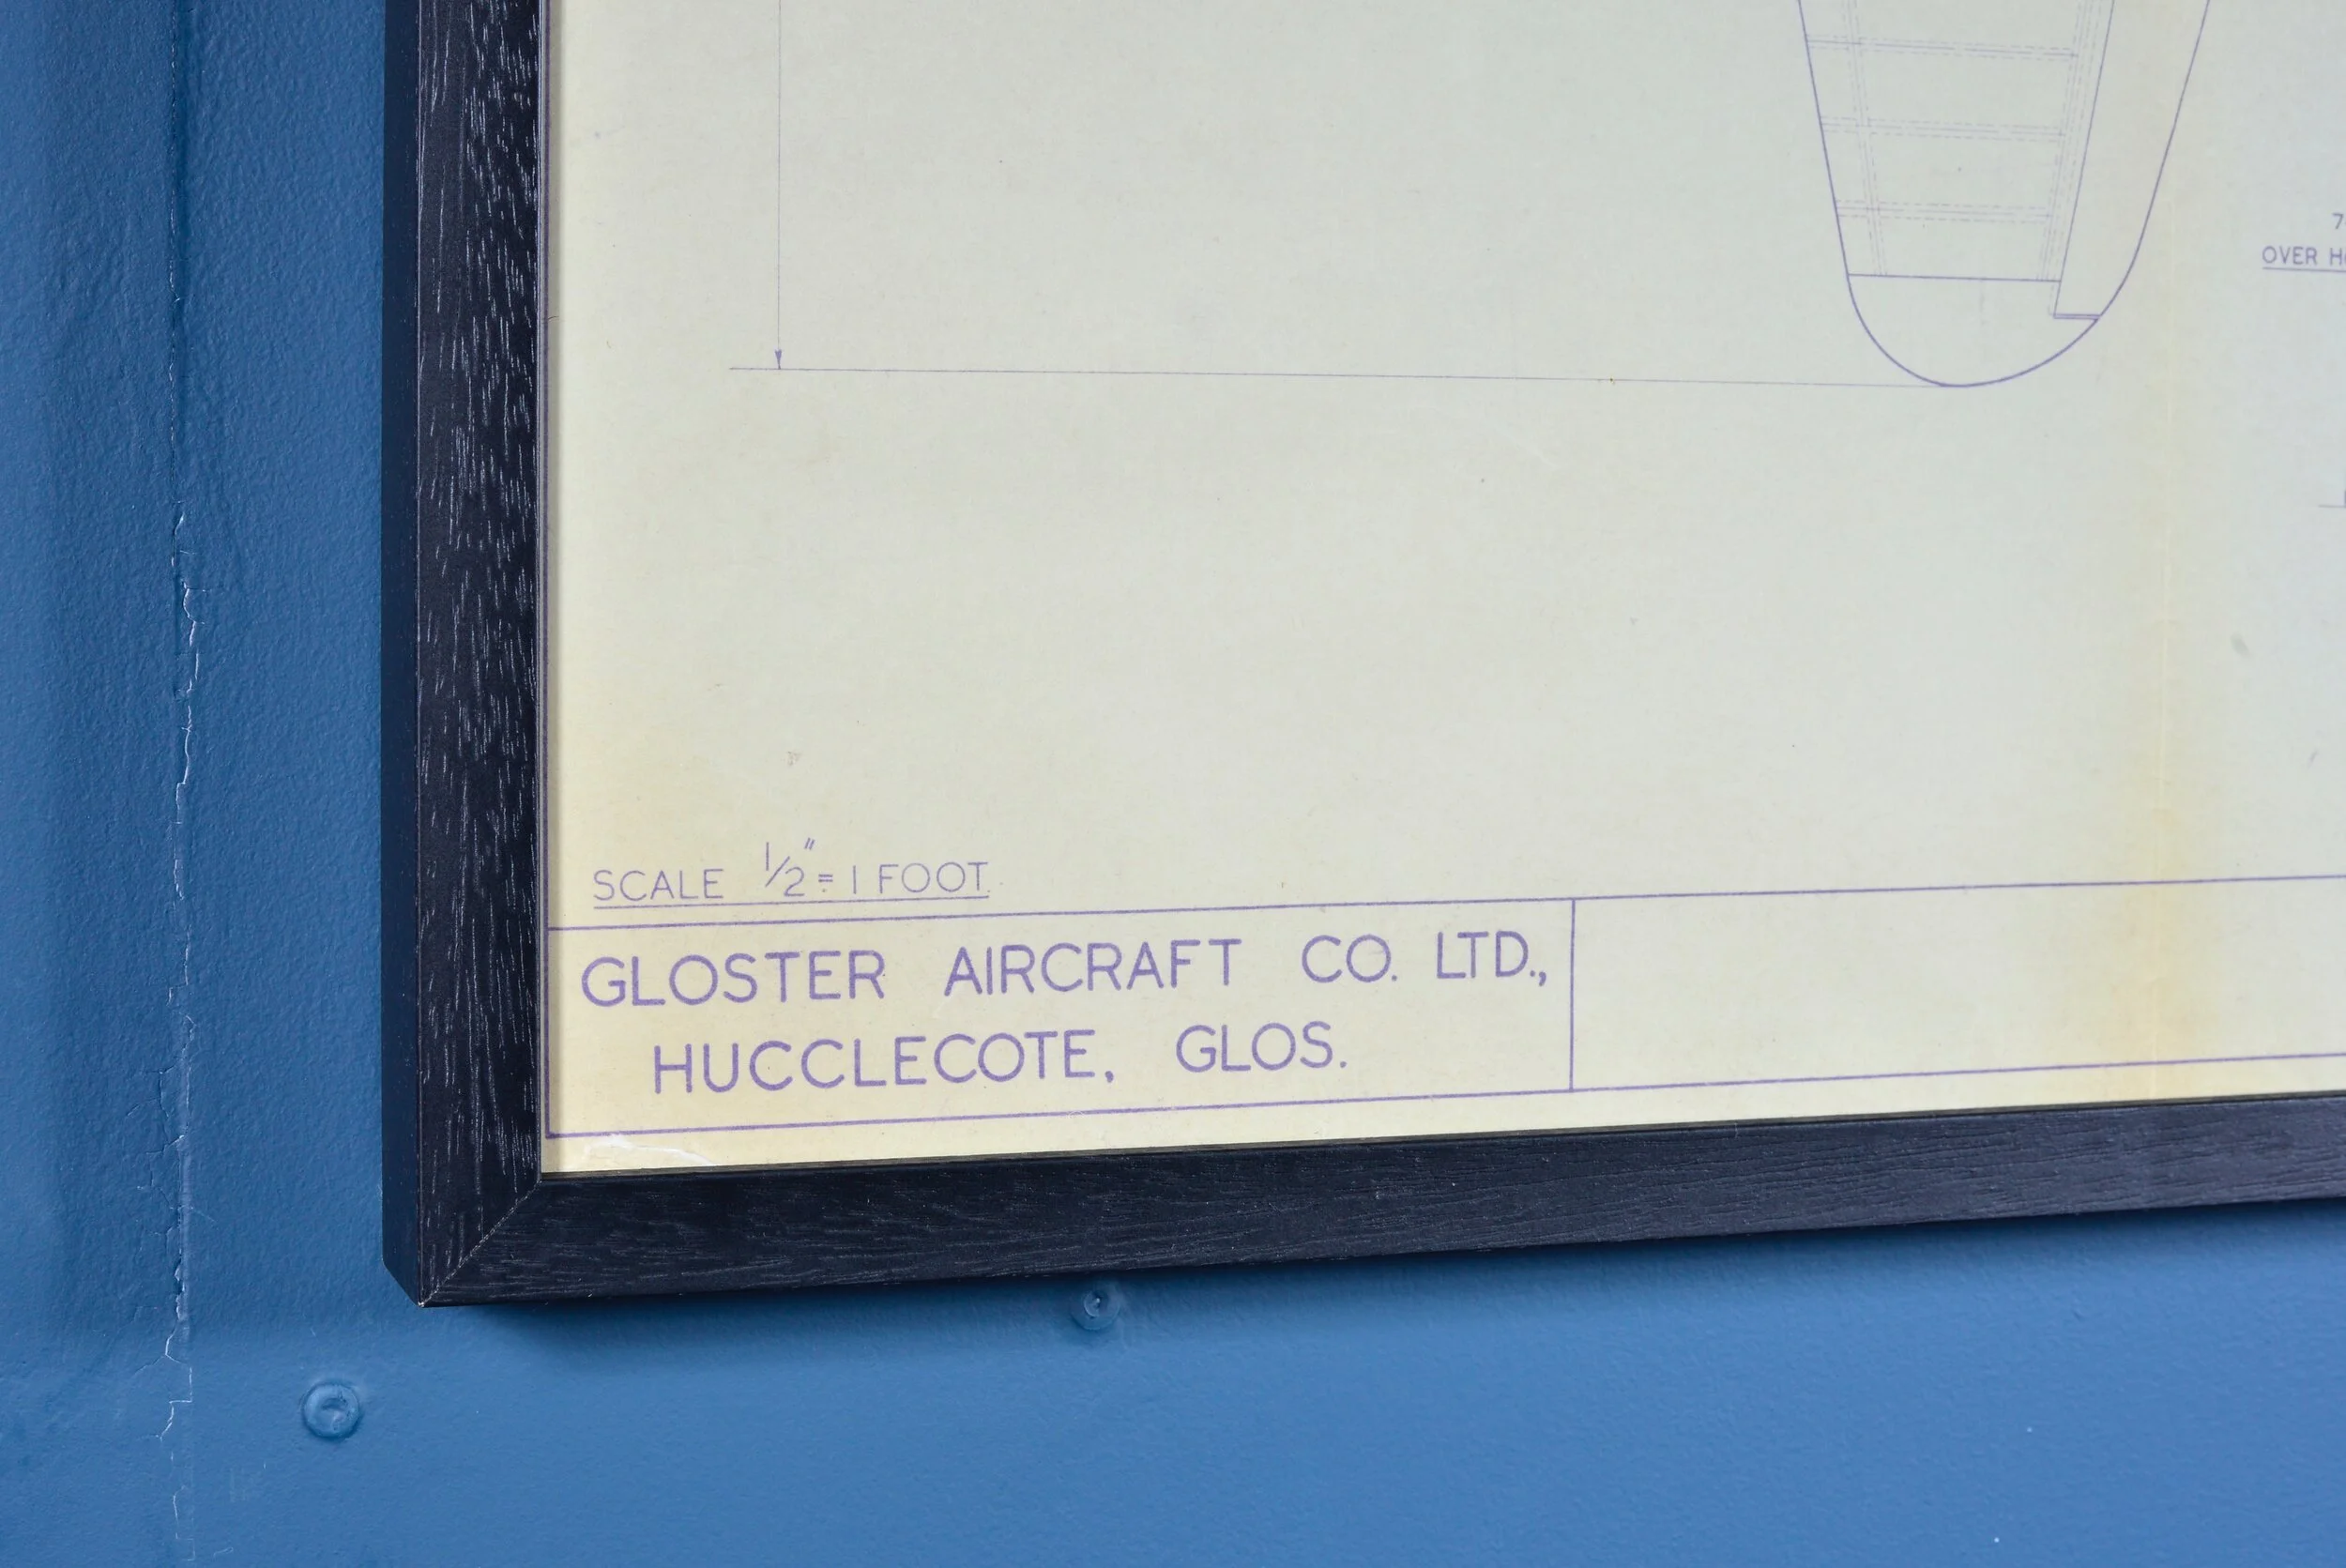 OVER
SCALE 1/2" = 1 FOOT.
GLOSTER AIRCRAFT CO. LTD.,
HUCCLECOTE, GLOS.